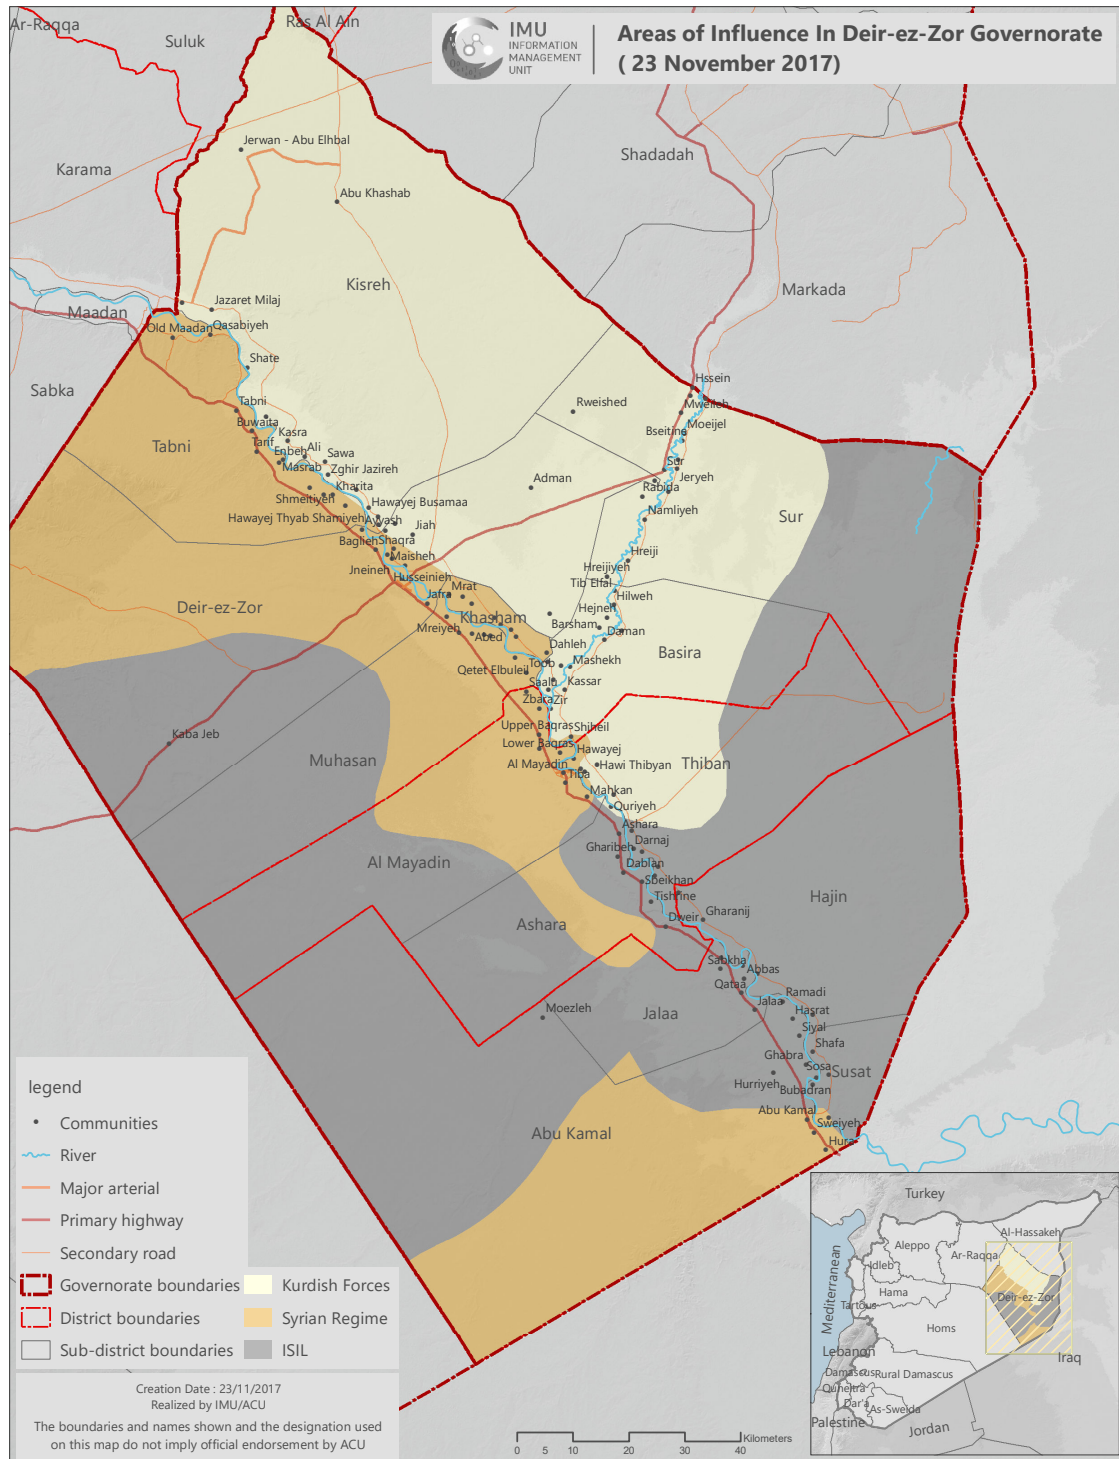 IMU
INFORMATION
MANAGEMENT
UNIT
Areas of Influence In Deir-ez-Zor Governorate
( 23 November 2017)
Ar-Raqqa
Ras Al Ain
Suluk
Jerwan - Abu Elhbal
Shadadah
Karama
Abu Khashab
Kisreh
Markada
Jazaret Milaj
Maadan
Old Maadan
Qasabiyeh
Shate
Sabka
Hssein
Tabni
Rweished
Mweileh
Buwaita
Moeijel
Kasra
Bseitine
Tabni
Tarif
Enbeh
Ali
Sawa
Masrab
Zghir Jazireh
Sur
Jeryeh
Adman
Rabida
Shmeitiyeh
Kharita
Hawayej Busamaa
Namliyeh
Sur
Hawayej Thyab Shamiyeh
Ayyash
Jiah
Baglieh
Shaqra
Maisheh
Hreiji
Jneineh
Husseinieh
Hreijiyeh
Tib Elfal
Mrat
Jafra
Hilweh
Deir-ez-Zor
Khasham
Hejneh
Mreiyeh
Abed
Barsham
Daman
Dahleh
Basira
Qetet Elbuleil
Toob
Mashekh
Saalu
Kassar
Zbara
Zir
Upper Baqras
Shiheil
Kaba Jeb
Lower Baqras
Hawayej
Muhasan
Al Mayadin
Hawi Thibyan
Thiban
Tiba
Mahkan
Quriyeh
Ashara
Gharibeh
Darnaj
Al Mayadin
Dablan
Sbeikhan
Hajin
Tishrine
Ashara
Dweir
Gharanij
Sabkha
Abbas
Qataa
Ramadi
Moezleh
Jalaa
Jalaa
Hasrat
Siyal
Shafa
Ghabra
Sosa
Susat
Hurriyeh
Bubadran
Abu Kamal
Sweiyeh
Abu Kamal
Hura
legend
Communities
River
Major arterial
Primary highway
Secondary road
Governorate boundaries
Kurdish Forces
District boundaries
Syrian Regime
Sub-district boundaries
ISIL
Creation Date : 23/11/2017
Realized by IMU/ACU
The boundaries and names shown and the designation used
on this map do not imply official endorsement by ACU
0 5 10 20 30 40
Kilometers
Turkey
Al-Hassakeh
Aleppo
Ar-Raqqa
Idleb
Hama
Deir-ez-Zor
Tartous
Mediterranean
Homs
Lebanon
Iraq
Damascus
Rural Damascus
Quneitra
Dar'a
As-Sweida
Palestine
Jordan